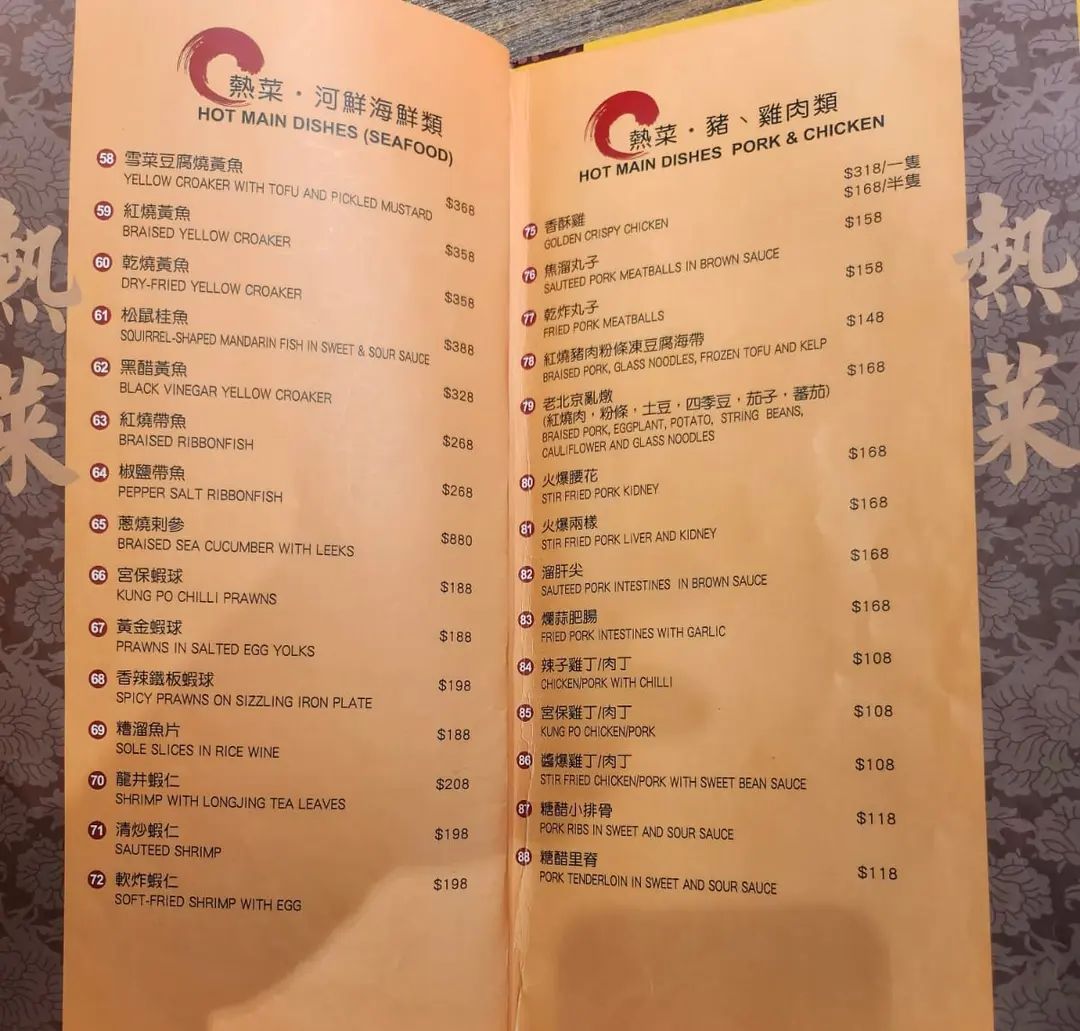 熱菜・河鮮海鮮類
HOT MAIN DISHES (SEAFOOD)
58 雪菜豆腐燒黃魚
YELLOW CROAKER WITH TOFU AND PICKLED MUSTARD $368
59 紅燒黃魚
BRAISED YELLOW CROAKER $358
60 乾燒黃魚
DRY-FRIED YELLOW CROAKER $358
61 松鼠桂魚
SQUIRREL-SHAPED MANDARIN FISH IN SWEET & SOUR SAUCE $388
62 黑醋黃魚
BLACK VINEGAR YELLOW CROAKER $328
63 紅燒帶魚
BRAISED RIBBONFISH $268
64 椒鹽帶魚
PEPPER SALT RIBBONFISH $268
65 蔥燒刺參
BRAISED SEA CUCUMBER WITH LEEKS $880
66 宮保蝦球
KUNG PO CHILLI PRAWNS $188
67 黃金蝦球
PRAWNS IN SALTED EGG YOLKS $188
68 香辣鐵板蝦球
SPICY PRAWNS ON SIZZLING IRON PLATE $198
69 糟溜魚片
SOLE SLICES IN RICE WINE $188
70 龍井蝦仁
SHRIMP WITH LONGJING TEA LEAVES $208
71 清炒蝦仁
SAUTEED SHRIMP $198
72 軟炸蝦仁
SOFT-FRIED SHRIMP WITH EGG $198
熱菜・豬、雞肉類
HOT MAIN DISHES PORK & CHICKEN
$318/一隻
$168/半隻
75 香酥雞
GOLDEN CRISPY CHICKEN
$158
76 焦溜丸子
SAUTEED PORK MEATBALLS IN BROWN SAUCE
$158
77 乾炸丸子
FRIED PORK MEATBALLS
$148
78 紅燒豬肉粉條凍豆腐海帶
BRAISED PORK, GLASS NOODLES, FROZEN TOFU AND KELP
$168
79 老北京亂燉
(紅燒肉，粉條，土豆，四季豆，茄子，蕃茄)
BRAISED PORK, EGGPLANT, POTATO, STRING BEANS,
CAULIFLOWER AND GLASS NOODLES
$168
80 火爆腰花
STIR FRIED PORK KIDNEY
$168
81 火爆兩樣
STIR FRIED PORK LIVER AND KIDNEY
$168
82 溜肝尖
SAUTEED PORK INTESTINES IN BROWN SAUCE
$168
83 爛蒜肥腸
FRIED PORK INTESTINES WITH GARLIC
$108
84 辣子雞丁/肉丁
CHICKEN/PORK WITH CHILLI
$108
85 宮保雞丁/肉丁
KUNG PO CHICKEN/PORK
$108
86 醬爆雞丁/肉丁
STIR FRIED CHICKEN/PORK WITH SWEET BEAN SAUCE
$118
87 糖醋小排骨
PORK RIBS IN SWEET AND SOUR SAUCE
$118
88 糖醋里脊
PORK TENDERLOIN IN SWEET AND SOUR SAUCE
熱菜
熱菜